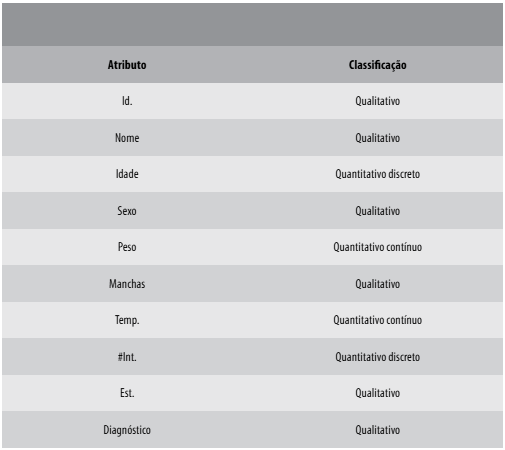 Atributo Classificação
Id. Qualitativo
Nome Qualitativo
Idade Quantitativo discreto
Sexo Qualitativo
Peso Quantitativo contínuo
Manchas Qualitativo
Temp. Quantitativo contínuo
#Int. Quantitativo discreto
Est. Qualitativo
Diagnóstico Qualitativo